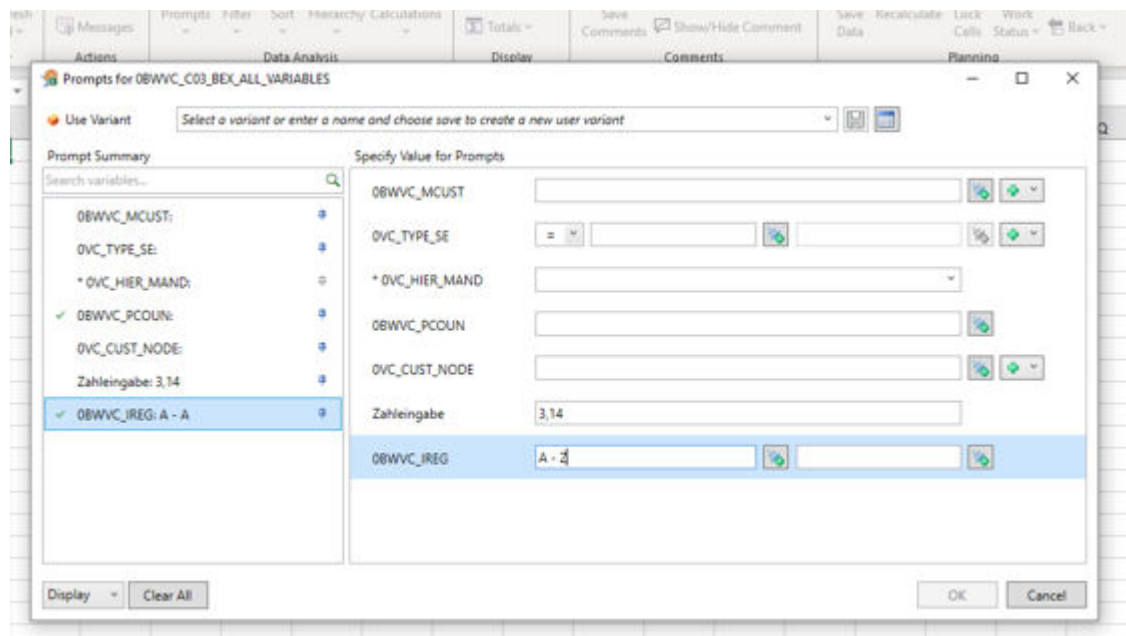 Prompts Filter Sort Hierarchy Calculations Save Save Recalculate Lock Work
Messages Totals Comments Show/Hide Comment Data Cells Status Back
Actions Data Analysis Display Comments Planning
Prompts for 0BWVC_C03_BEX_ALL_VARIABLES
Use Variant Select a variant or enter a name and choose save to create a new user variant
Prompt Summary Specify Value for Prompts
Search variables...
0BWVC_MCUST: 0BWVC_MCUST
0VC_TYPE_SE: 0VC_TYPE_SE =
* 0VC_HIER_MAND: * 0VC_HIER_MAND
0BWVC_PCOUN: 0BWVC_PCOUN
0VC_CUST_NODE: 0VC_CUST_NODE
Zahleingabe: 3,14 Zahleingabe 3,14
0BWVC_IREG: A - A 0BWVC_IREG A - Z
Display Clear All OK Cancel